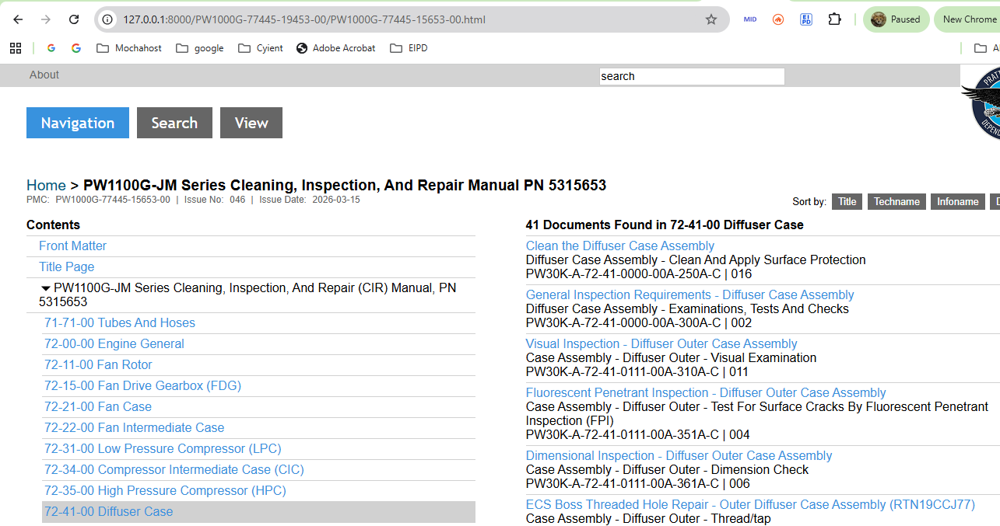 127.0.0.1:8000/PW1000G-77445-19453-00/PW1000G-77445-15653-00.html
MID
EI
PD
Paused
New Chrome
Mochahost
google
Cyient
Adobe Acrobat
EIPD
About
search
PRATT
DEPEND
Navigation
Search
View
Home > PW1100G-JM Series Cleaning, Inspection, And Repair Manual PN 5315653
PMC: PW1000G-77445-15653-00 | Issue No: 046 | Issue Date: 2026-03-15
Sort by: Title Techname Infoname
Contents
Front Matter
Title Page
PW1100G-JM Series Cleaning, Inspection, And Repair (CIR) Manual, PN
5315653
71-71-00 Tubes And Hoses
72-00-00 Engine General
72-11-00 Fan Rotor
72-15-00 Fan Drive Gearbox (FDG)
72-21-00 Fan Case
72-22-00 Fan Intermediate Case
72-31-00 Low Pressure Compressor (LPC)
72-34-00 Compressor Intermediate Case (CIC)
72-35-00 High Pressure Compressor (HPC)
72-41-00 Diffuser Case
41 Documents Found in 72-41-00 Diffuser Case
Clean the Diffuser Case Assembly
Diffuser Case Assembly - Clean And Apply Surface Protection
PW30K-A-72-41-0000-00A-250A-C | 016
General Inspection Requirements - Diffuser Case Assembly
Diffuser Case Assembly - Examinations, Tests And Checks
PW30K-A-72-41-0000-00A-300A-C | 002
Visual Inspection - Diffuser Outer Case Assembly
Case Assembly - Diffuser Outer - Visual Examination
PW30K-A-72-41-0111-00A-310A-C | 011
Fluorescent Penetrant Inspection - Diffuser Outer Case Assembly
Case Assembly - Diffuser Outer - Test For Surface Cracks By Fluorescent Penetrant
Inspection (FPI)
PW30K-A-72-41-0111-00A-351A-C | 004
Dimensional Inspection - Diffuser Outer Case Assembly
Case Assembly - Diffuser Outer - Dimension Check
PW30K-A-72-41-0111-00A-361A-C | 006
ECS Boss Threaded Hole Repair - Outer Diffuser Case Assembly (RTN19CCJ77)
Case Assembly - Diffuser Outer - Thread/tap